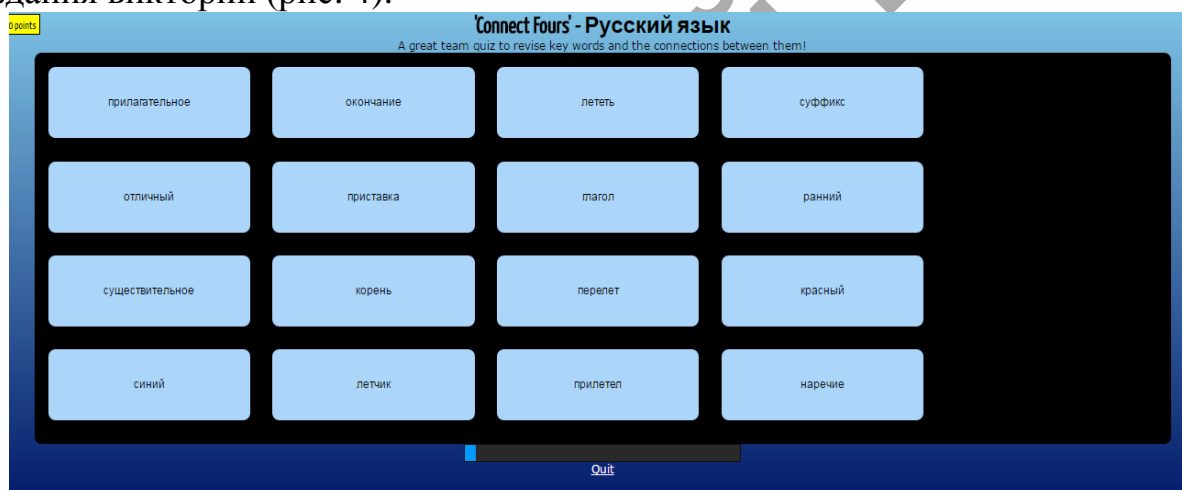 здания викторин (рис. 4).
0 points
'Connect Fours' - Русский язык
A great team quiz to revise key words and the connections between them!
прилагательное окончание лететь суффикс
отличный приставка глагол ранний
существительное корень перелет красный
синий летчик прилетел наречие
Quit